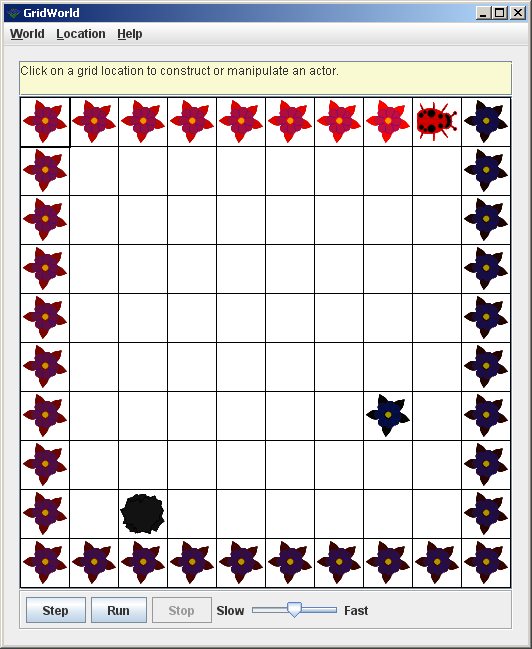 GridWorld
World Location Help
Click on a grid location to construct or manipulate an actor.
Step Run Stop Slow Fast